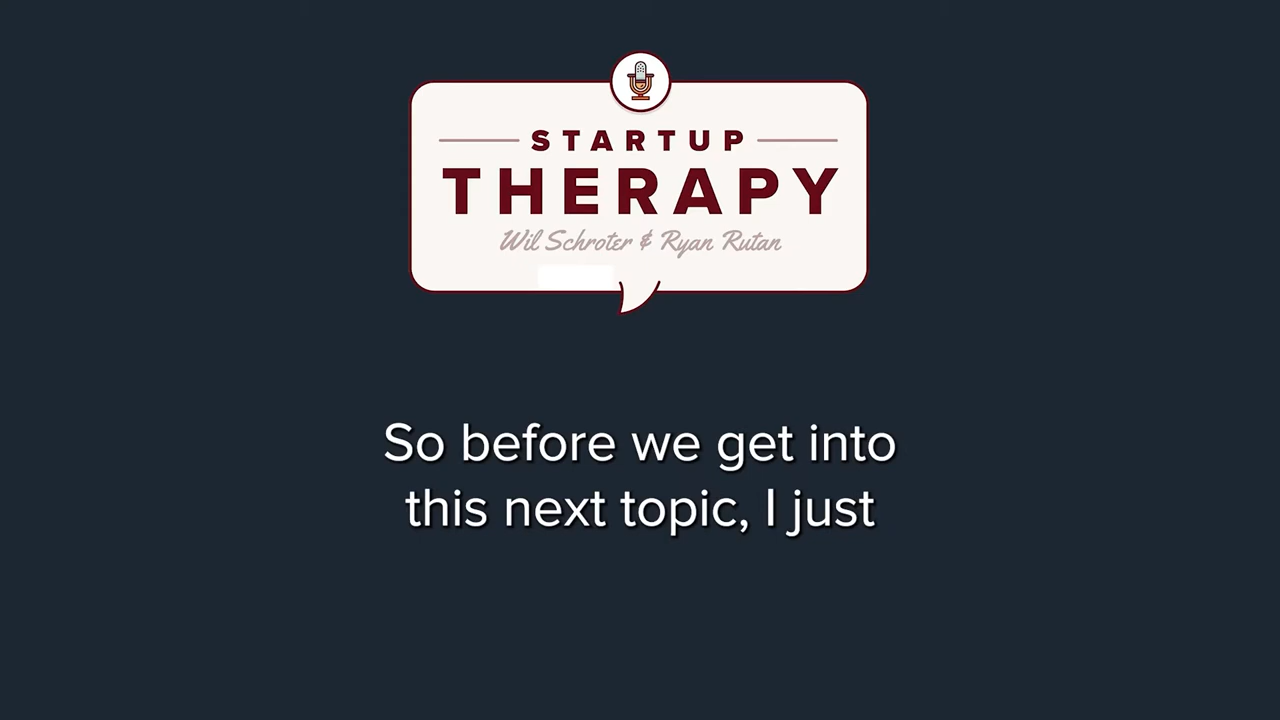 STARTUP
THERAPY
Wil Schroter & Ryan Rutan
So before we get into
this next topic, I just